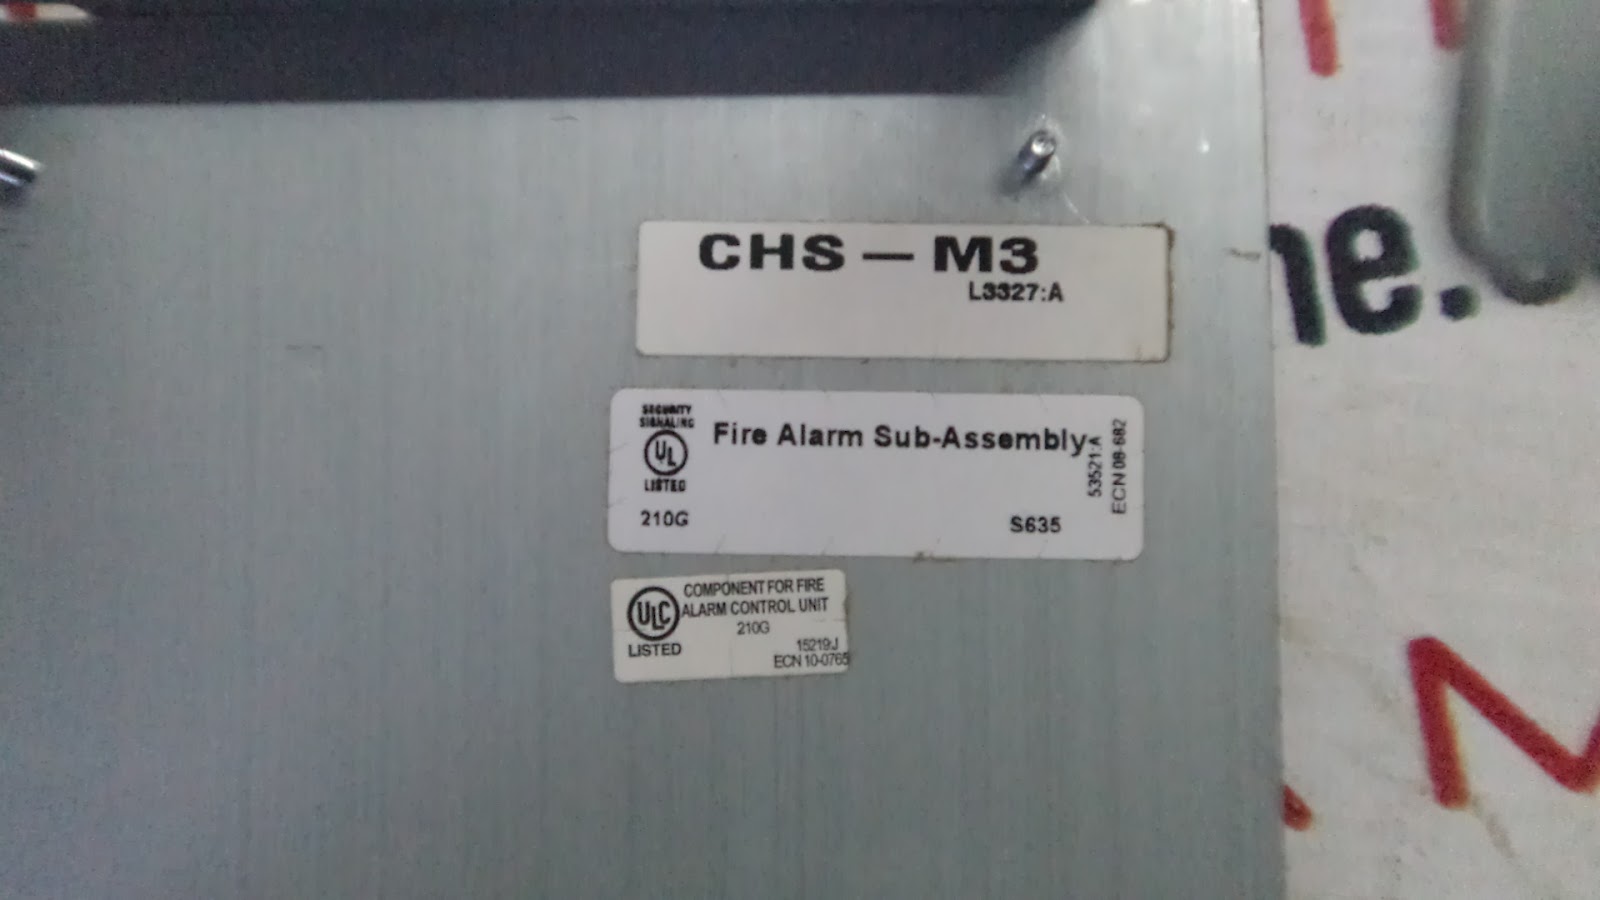 CHS — M3
L3327:A
SECURITY
SIGNALING
UL
LISTED
210G
Fire Alarm Sub-Assembly
S635
53521:A
ECN 08-682
ULC
LISTED
COMPONENT FOR FIRE
ALARM CONTROL UNIT
210G
15219:J
ECN 10-0765